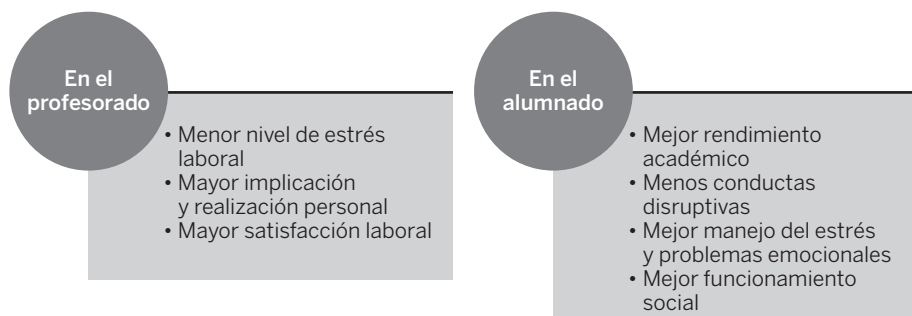 En el
profesorado
• Menor nivel de estrés
laboral
• Mayor implicación
y realización personal
• Mayor satisfacción laboral
En el
alumnado
• Mejor rendimiento
académico
• Menos conductas
disruptivas
• Mejor manejo del estrés
y problemas emocionales
• Mejor funcionamiento
social